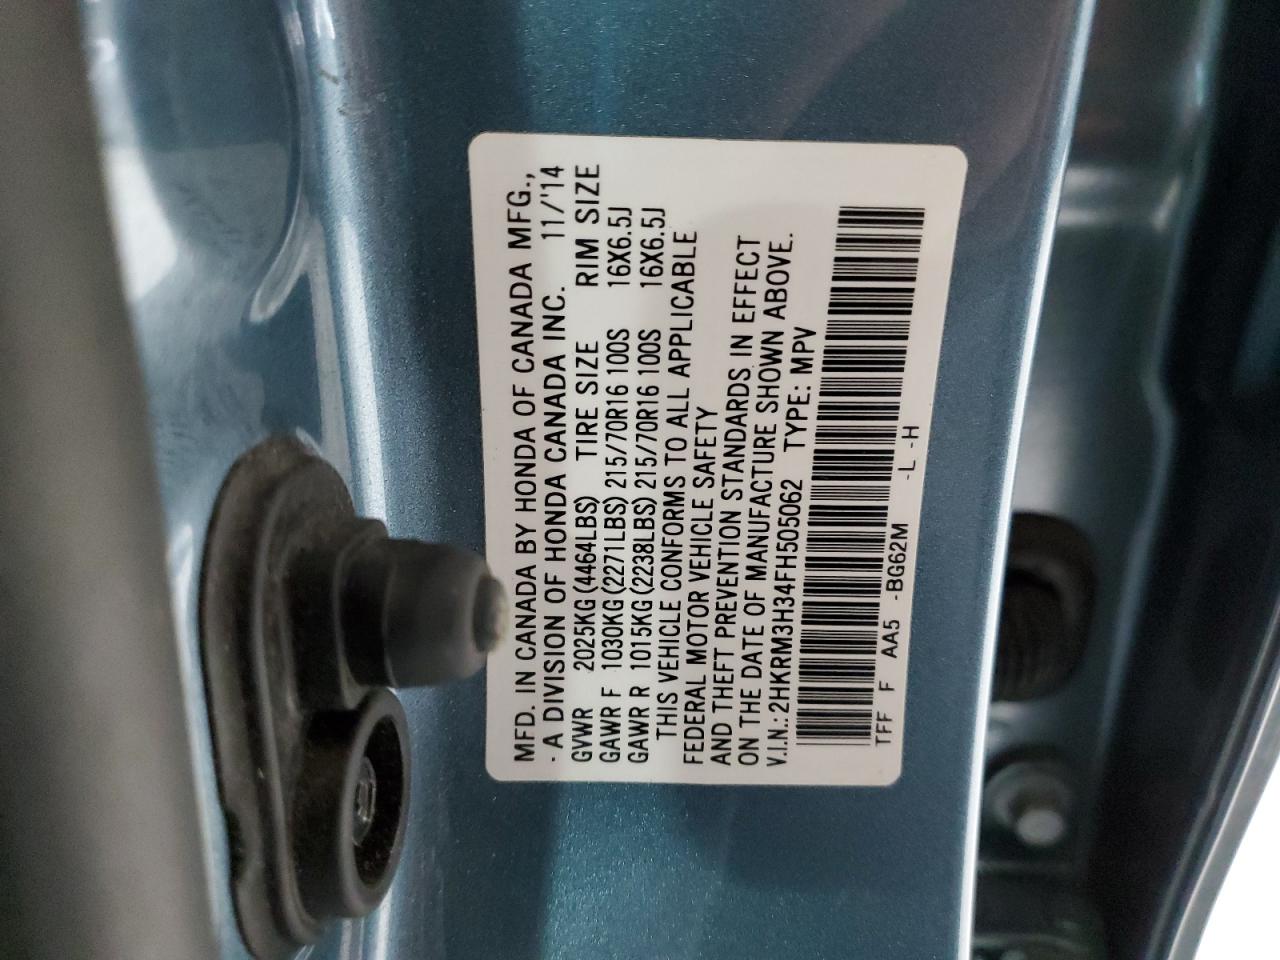 MFD. IN CANADA BY HONDA OF CANADA MFG.,
- A DIVISION OF HONDA CANADA INC. 11/'14
GVWR 2025KG(4464LBS) TIRE SIZE RIM SIZE
GAWR F 1030KG(2271LBS) 215/70R16 100S 16X6.5J
GAWR R 1015KG(2238LBS) 215/70R16 100S 16X6.5J
THIS VEHICLE CONFORMS TO ALL APPLICABLE
FEDERAL MOTOR VEHICLE SAFETY
AND THEFT PREVENTION STANDARDS IN EFFECT
ON THE DATE OF MANUFACTURE SHOWN ABOVE.
V.I.N.: 2HKRM3H34FH505062 TYPE: MPV
TFF F AA5 -BG62M -L -H